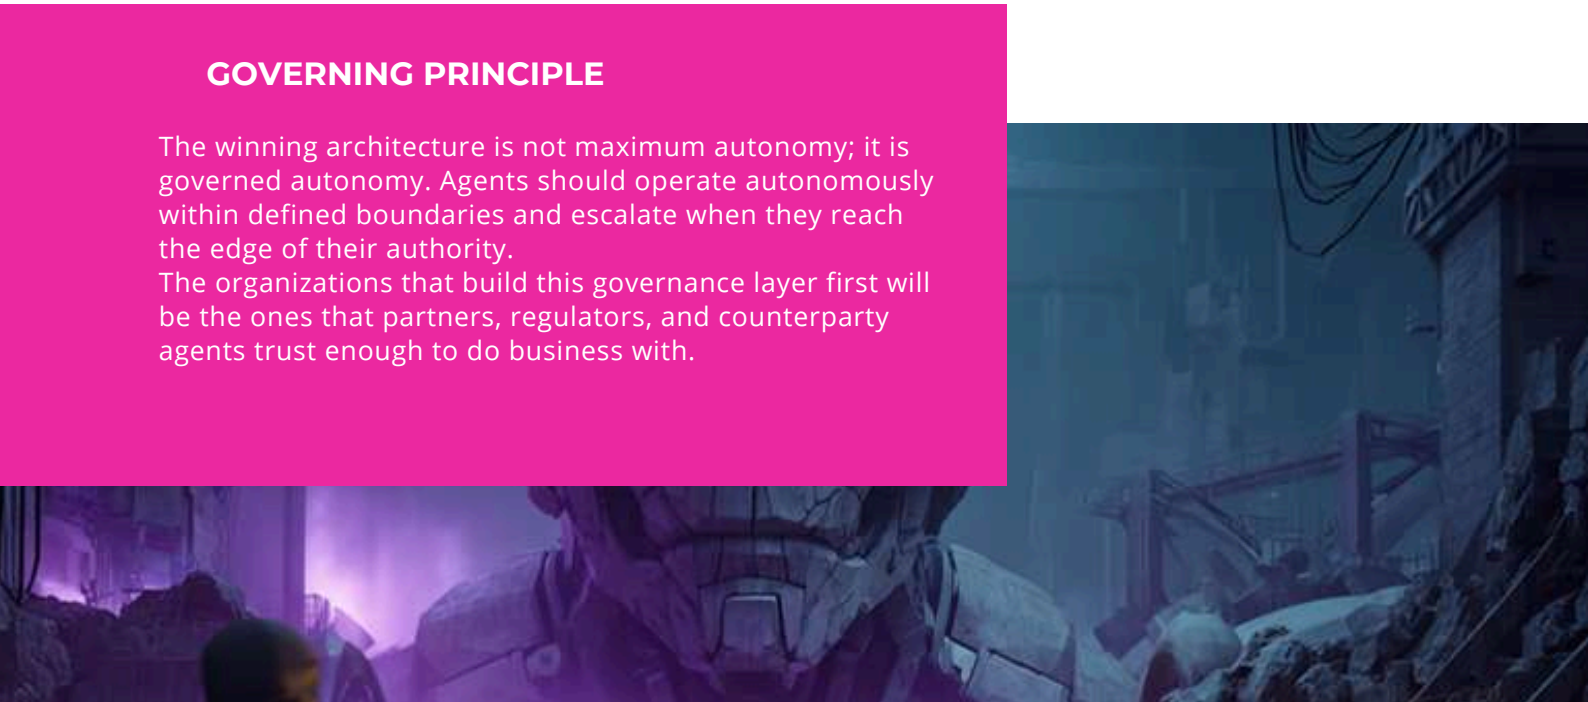 GOVERNING PRINCIPLE
The winning architecture is not maximum autonomy; it is
governed autonomy. Agents should operate autonomously
within defined boundaries and escalate when they reach
the edge of their authority.
The organizations that build this governance layer first will
be the ones that partners, regulators, and counterparty
agents trust enough to do business with.